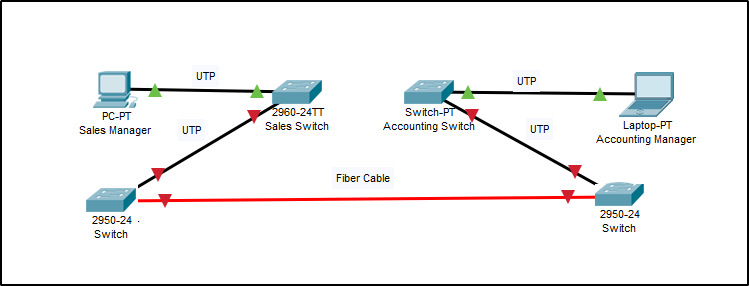 UTP
UTP
PC-PT
Sales Manager
2960-24TT
Sales Switch
Switch-PT
Accounting Switch
Laptop-PT
Accounting Manager
UTP
UTP
Fiber Cable
2950-24
Switch
2950-24
Switch